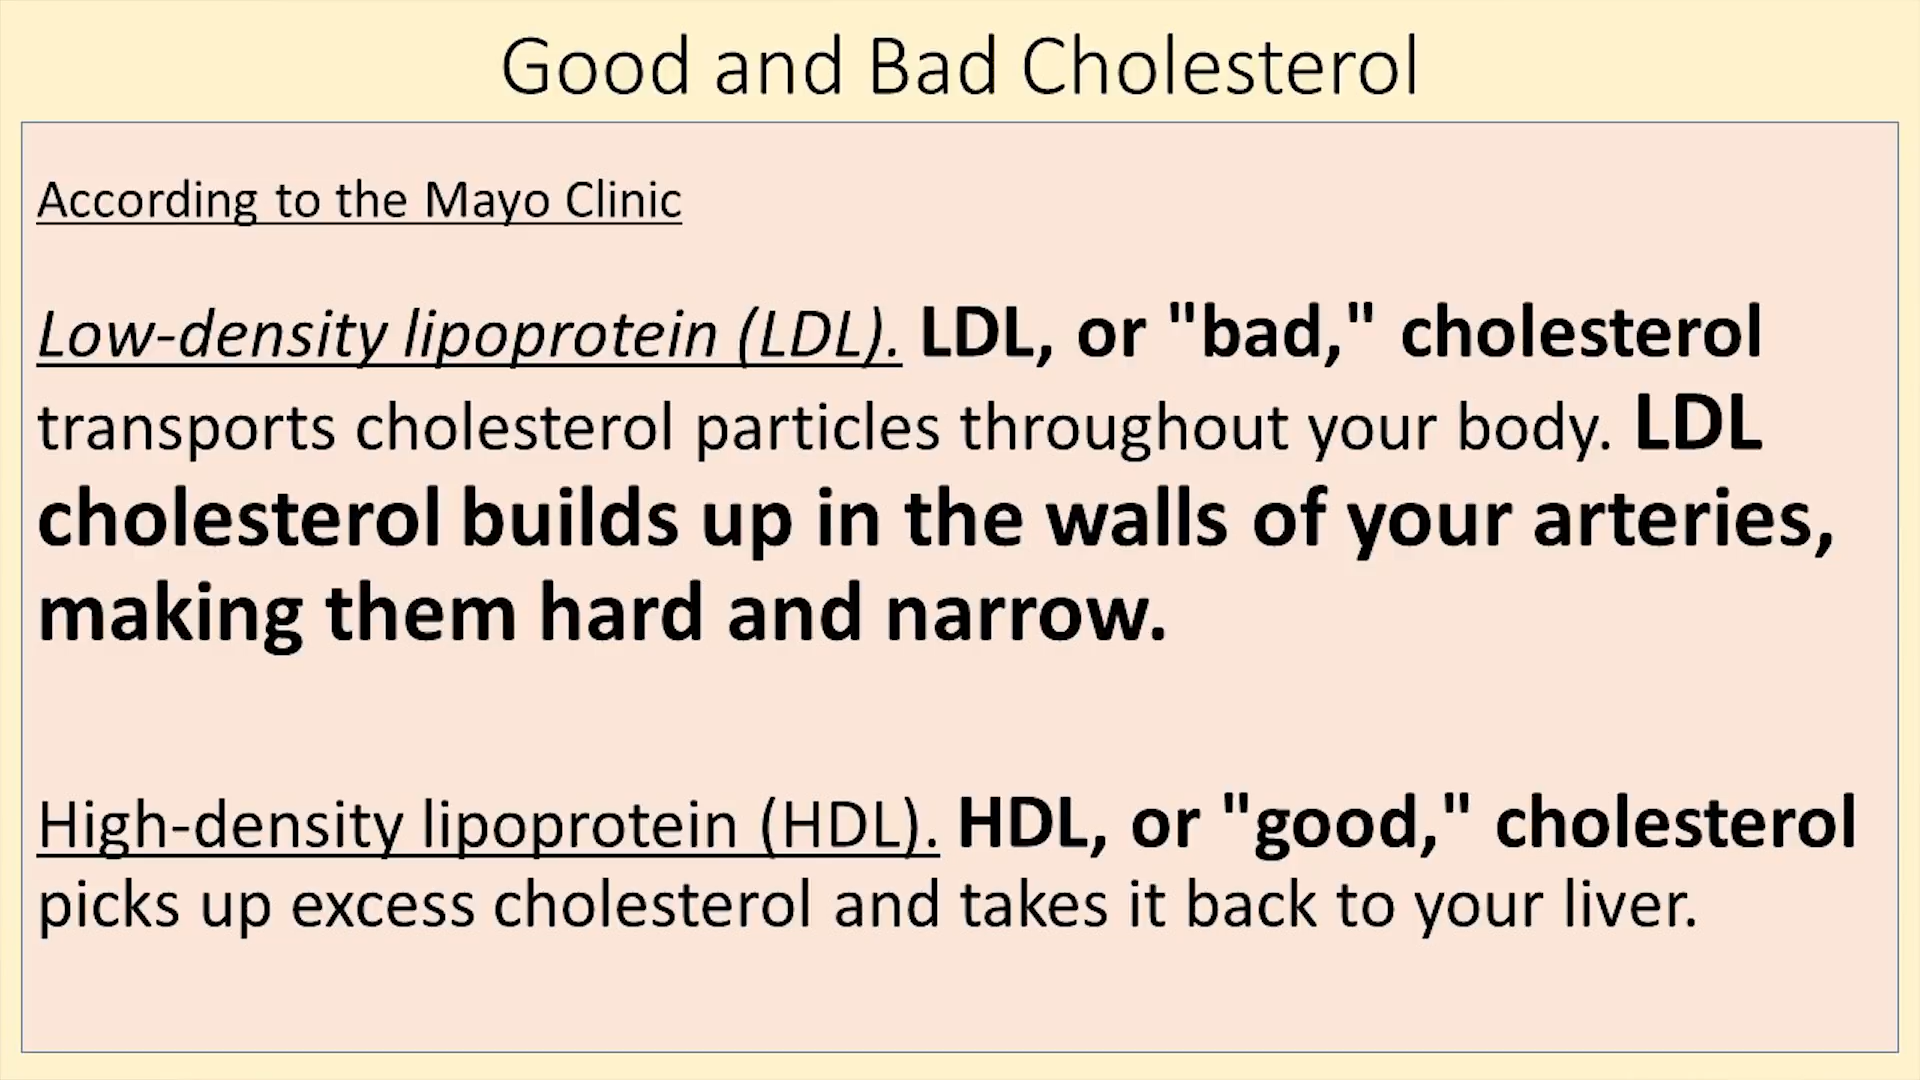 Good and Bad Cholesterol
According to the Mayo Clinic
Low-density lipoprotein (LDL). LDL, or "bad," cholesterol
transports cholesterol particles throughout your body. LDL
cholesterol builds up in the walls of your arteries,
making them hard and narrow.
High-density lipoprotein (HDL). HDL, or "good," cholesterol
picks up excess cholesterol and takes it back to your liver.